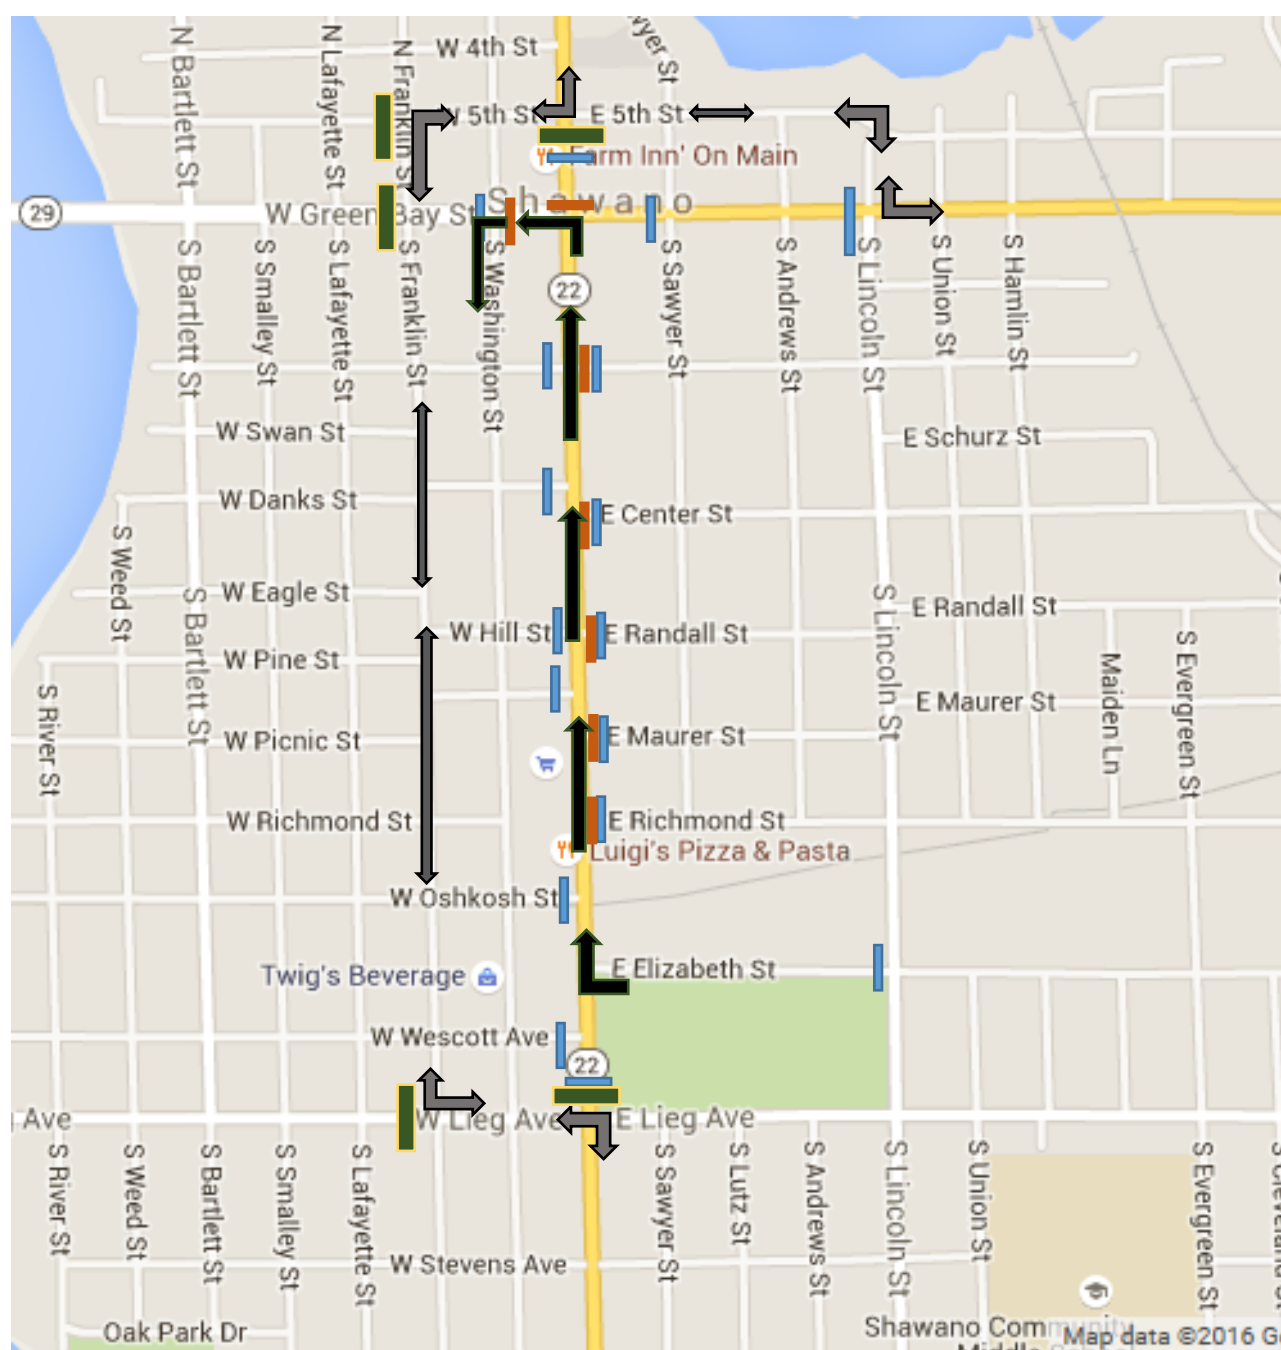 N Bartlett St
N Lafayette St
N Franklin St
W 4th St
W 5th St
E 5th St
Farm Inn' On Main
Shawano
29
W Green Bay St
S Bartlett St
S Smalley St
S Lafayette St
S Franklin St
S Washington St
22
S Sawyer St
S Andrews St
S Lincoln St
S Union St
S Hamlin St
W Swan St
E Schurz St
W Danks St
E Center St
S Weed St
W Eagle St
S Bartlett St
W Hill St
E Randall St
S Lincoln St
E Randall St
W Pine St
S River St
Maiden Ln
S Evergreen St
E Maurer St
W Picnic St
E Maurer St
W Richmond St
E Richmond St
Luigi's Pizza & Pasta
W Oshkosh St
Twig's Beverage
E Elizabeth St
W Wescott Ave
22
Ave
W Lieg Ave
E Lieg Ave
S River St
S Weed St
S Bartlett St
S Smalley St
S Lafayette St
S Sawyer St
S Lutz St
S Andrews St
S Lincoln St
S Union St
S Evergreen St
W Stevens Ave
Oak Park Dr
Shawano Community
Map data ©2016